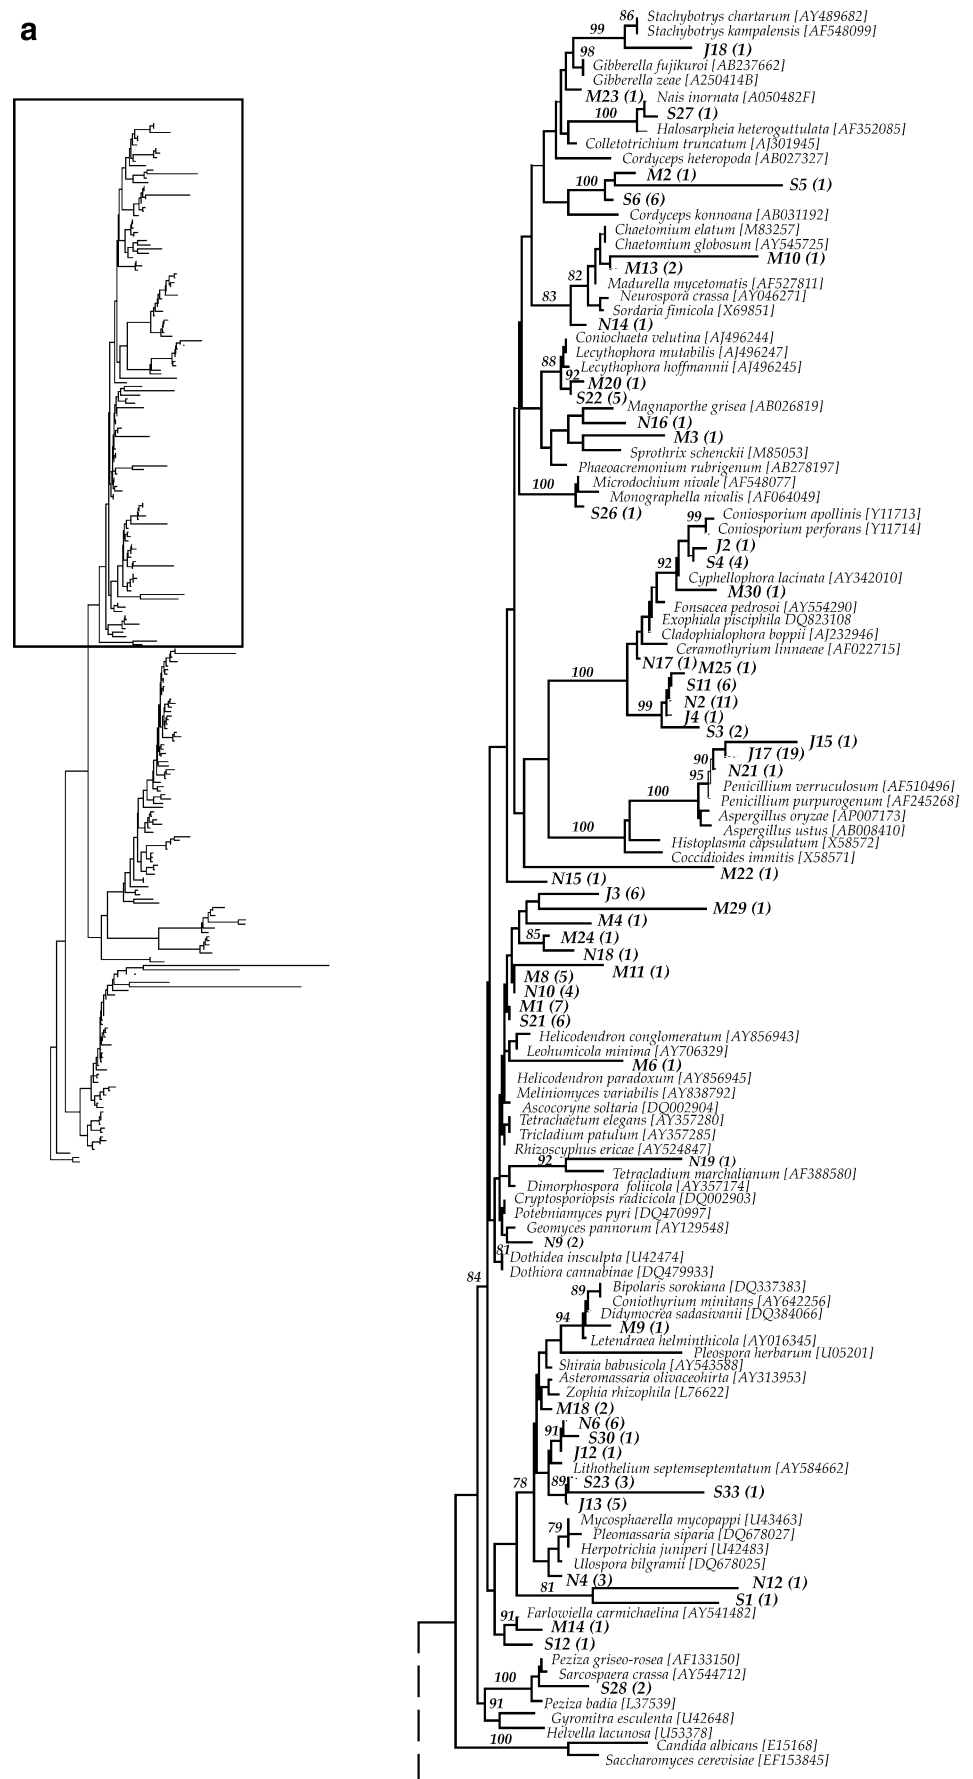 a
86
Stachybotrys chartarum [AY489682]
Stachybotrys kampalensis [AF548099]
99
J18 (1)
98
Gibberella fujikuroi [AB237662]
Gibberella zeae [A250414B]
M23 (1)
Nais inornata [A050482F]
100
S27 (1)
Halosarpheia heteroguttulata [AF352085]
Colletotrichium truncatum [AJ301945]
Cordyceps heteropoda [AB027327]
M2 (1)
100
S5 (1)
S6 (6)
Cordyceps konnoana [AB031192]
Chaetomium elatum [M83257]
Chaetomium globosum [AY545725]
M10 (1)
M13 (2)
82
Madurella mycetomatis [AF527811]
83
Neurospora crassa [AY046271]
Sordaria fimicola [X69851]
N14 (1)
Coniochaeta velutina [AJ496244]
Lecythophora mutabilis [AJ496247]
88
Lecythophora hoffmannii [AJ496245]
92
M20 (1)
S22 (5)
Magnaporthe grisea [AB026819]
N16 (1)
M3 (1)
Sprothrix schenckii [M85053]
Phaeoacremonium rubrigenum [AB278197]
100
Microdochium nivale [AF548077]
Monographella nivalis [AF064049]
S26 (1)
99
Coniosporium apollinis [Y11713]
Coniosporium perforans [Y11714]
J2 (1)
92
S4 (4)
Cyphellophora lacinata [AY342010]
M30 (1)
Fonsacea pedrosoi [AY554290]
Exophiala pisciphila DQ823108
Cladophialophora boppii [AJ232946]
Ceramothyrium linnaeae [AF022715]
N17 (1)
M25 (1)
100
S11 (6)
N2 (11)
99
J4 (1)
S3 (2)
J15 (1)
J17 (19)
90
N21 (1)
95
Penicillium verruculosum [AF510496]
100
Penicillium purpurogenum [AF245268]
Aspergillus oryzae [AP007173]
100
Aspergillus ustus [AB008410]
Histoplasma capsulatum [X58572]
Coccidioides immitis [X58571]
M22 (1)
N15 (1)
J3 (6)
M29 (1)
M4 (1)
85
M24 (1)
N18 (1)
M11 (1)
M8 (5)
N10 (4)
M1 (7)
S21 (6)
Helicodendron conglomeratum [AY856943]
Leohumicola minima [AY706329]
M6 (1)
Helicodendron paradoxum [AY856945]
Meliniomyces variabilis [AY838792]
Ascocoryne soltaria [DQ002904]
Tetrachaetum elegans [AY357280]
Tricladium patulum [AY357285]
Rhizoscyphus ericae [AY524847]
92
N19 (1)
Tetracladium marchalianum [AF388580]
Dimorphospora foliicola [AY357174]
Cryptosporiopsis radicicola [DQ002903]
Potebniamyces pyri [DQ470997]
Geomyces pannorum [AY129548]
N9 (2)
81
Dothidea insculpta [U42474]
Dothiora cannabinae [DQ479933]
84
Bipolaris sorokiana [DQ337383]
89
Coniothyrium minitans [AY642256]
Didymocrea sadasivanii [DQ384066]
94
M9 (1)
Letendraea helminthicola [AY016345]
Pleospora herbarum [U05201]
Shiraia babusicola [AY543588]
Asteromassaria olivaceohirta [AY313953]
Zophia rhizophila [L76622]
M18 (2)
N6 (6)
91
S30 (1)
J12 (1)
Lithothelium septemseptemtatum [AY584662]
78
89
S23 (3)
S33 (1)
J13 (5)
Mycosphaerella mycopappi [U43463]
79
Pleomassaria siparia [DQ678027]
Herpotrichia juniperi [U42483]
Ulospora bilgramii [DQ678025]
N4 (3)
81
N12 (1)
S1 (1)
91
Farlowiella carmichaelina [AY541482]
M14 (1)
S12 (1)
Peziza griseo-rosea [AF133150]
Sarcospaera crassa [AY544712]
100
S28 (2)
Peziza badia [L37539]
91
Gyromitra esculenta [U42648]
Helvella lacunosa [U53378]
100
Candida albicans [E15168]
Saccharomyces cerevisiae [EF153845]